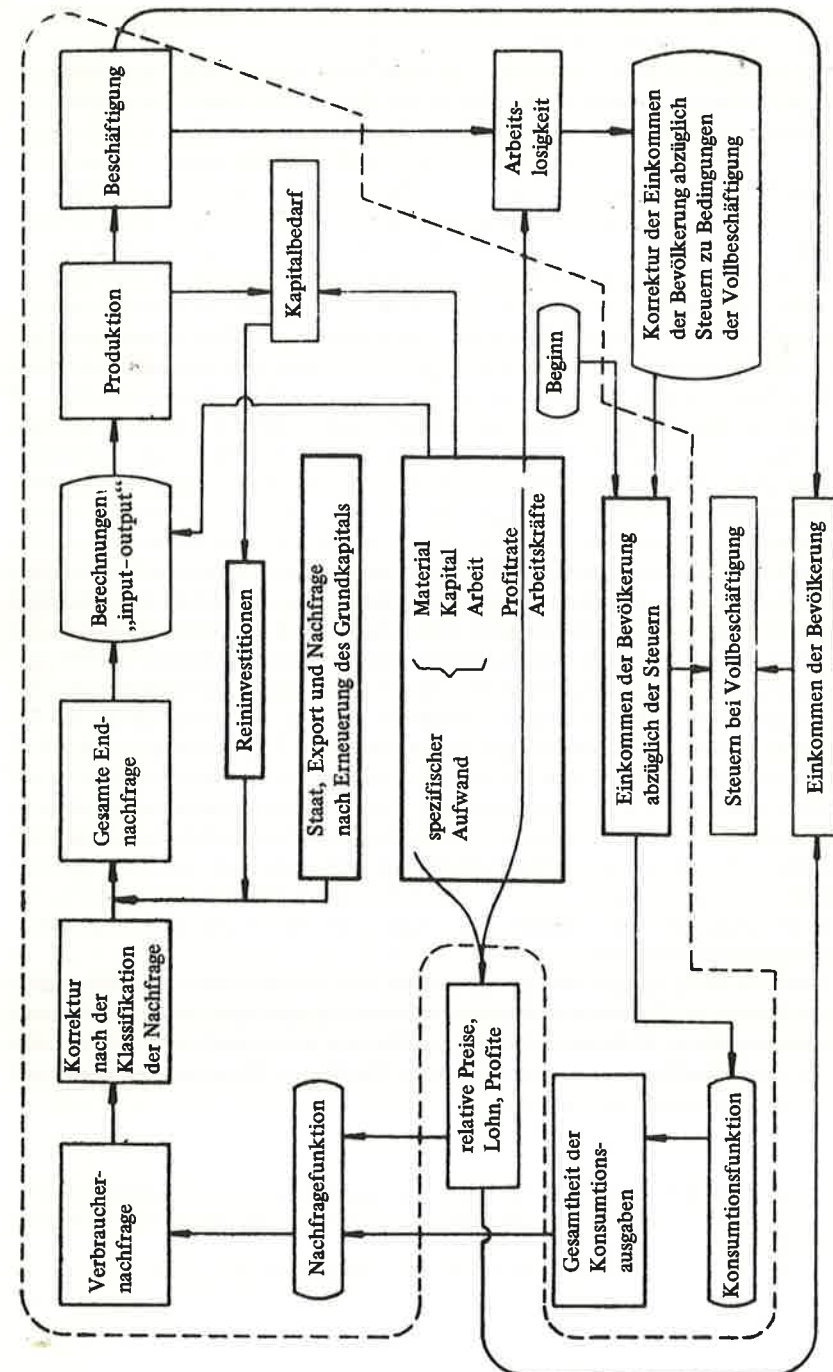 Verbraucher-
nachfrage
Korrektur
nach der
Klassifikation
der Nachfrage
Gesamte End-
nachfrage
Berechnungen
„input-output“
Produktion
Beschäftigung
Nachfragefunktion
Reininvestitionen
Kapitalbedarf
Staat, Export und Nachfrage
nach Erneuerung des Grundkapitals
relative Preise,
Lohn, Profite
spezifischer
Aufwand
Material
Kapital
Arbeit
Profitrate
Arbeitskräfte
Arbeits-
losigkeit
Beginn
Gesamtheit der
Konsumtions-
ausgaben
Einkommen der Bevölkerung
abzüglich der Steuern
Korrektur der Einkommen
der Bevölkerung abzüglich
Steuern zu Bedingungen
der Vollbeschäftigung
Konsumtionsfunktion
Steuern bei Vollbeschäftigung
Einkommen der Bevölkerung